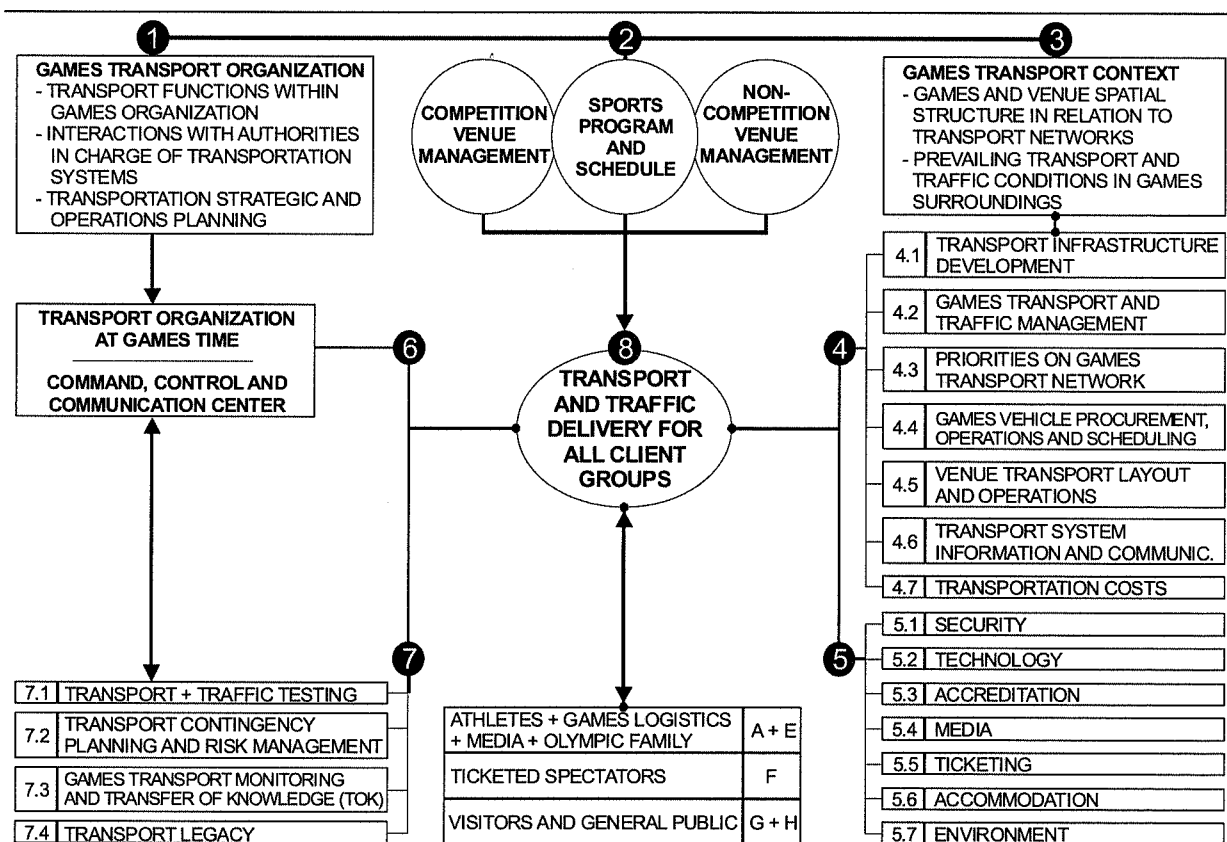 1
2
3
GAMES TRANSPORT ORGANIZATION
- TRANSPORT FUNCTIONS WITHIN
GAMES ORGANIZATION
- INTERACTIONS WITH AUTHORITIES
IN CHARGE OF TRANSPORTATION
SYSTEMS
- TRANSPORTATION STRATEGIC AND
OPERATIONS PLANNING
COMPETITION
VENUE
MANAGEMENT
SPORTS
PROGRAM
AND
SCHEDULE
NON-
COMPETITION
VENUE
MANAGEMENT
GAMES TRANSPORT CONTEXT
- GAMES AND VENUE SPATIAL
STRUCTURE IN RELATION TO
TRANSPORT NETWORKS
- PREVAILING TRANSPORT AND
TRAFFIC CONDITIONS IN GAMES
SURROUNDINGS
TRANSPORT ORGANIZATION
AT GAMES TIME
COMMAND, CONTROL AND
COMMUNICATION CENTER
6
8
TRANSPORT
AND TRAFFIC
DELIVERY FOR
ALL CLIENT
GROUPS
4
4.1 TRANSPORT INFRASTRUCTURE
DEVELOPMENT
4.2 GAMES TRANSPORT AND
TRAFFIC MANAGEMENT
4.3 PRIORITIES ON GAMES
TRANSPORT NETWORK
4.4 GAMES VEHICLE PROCUREMENT,
OPERATIONS AND SCHEDULING
4.5 VENUE TRANSPORT LAYOUT
AND OPERATIONS
4.6 TRANSPORT SYSTEM
INFORMATION AND COMMUNIC.
4.7 TRANSPORTATION COSTS
7
7.1 TRANSPORT + TRAFFIC TESTING
7.2 TRANSPORT CONTINGENCY
PLANNING AND RISK MANAGEMENT
7.3 GAMES TRANSPORT MONITORING
AND TRANSFER OF KNOWLEDGE (TOK)
7.4 TRANSPORT LEGACY
ATHLETES + GAMES LOGISTICS
+ MEDIA + OLYMPIC FAMILY A + E
TICKETED SPECTATORS F
VISITORS AND GENERAL PUBLIC G + H
5
5.1 SECURITY
5.2 TECHNOLOGY
5.3 ACCREDITATION
5.4 MEDIA
5.5 TICKETING
5.6 ACCOMMODATION
5.7 ENVIRONMENT